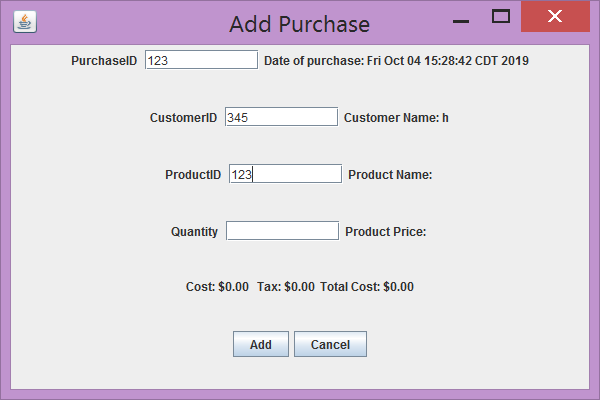 Add Purchase
PurchaseID 123 Date of purchase: Fri Oct 04 15:28:42 CDT 2019
CustomerID 345 Customer Name: h
ProductID 123 Product Name:
Quantity Product Price:
Cost: $0.00 Tax: $0.00 Total Cost: $0.00
Add Cancel